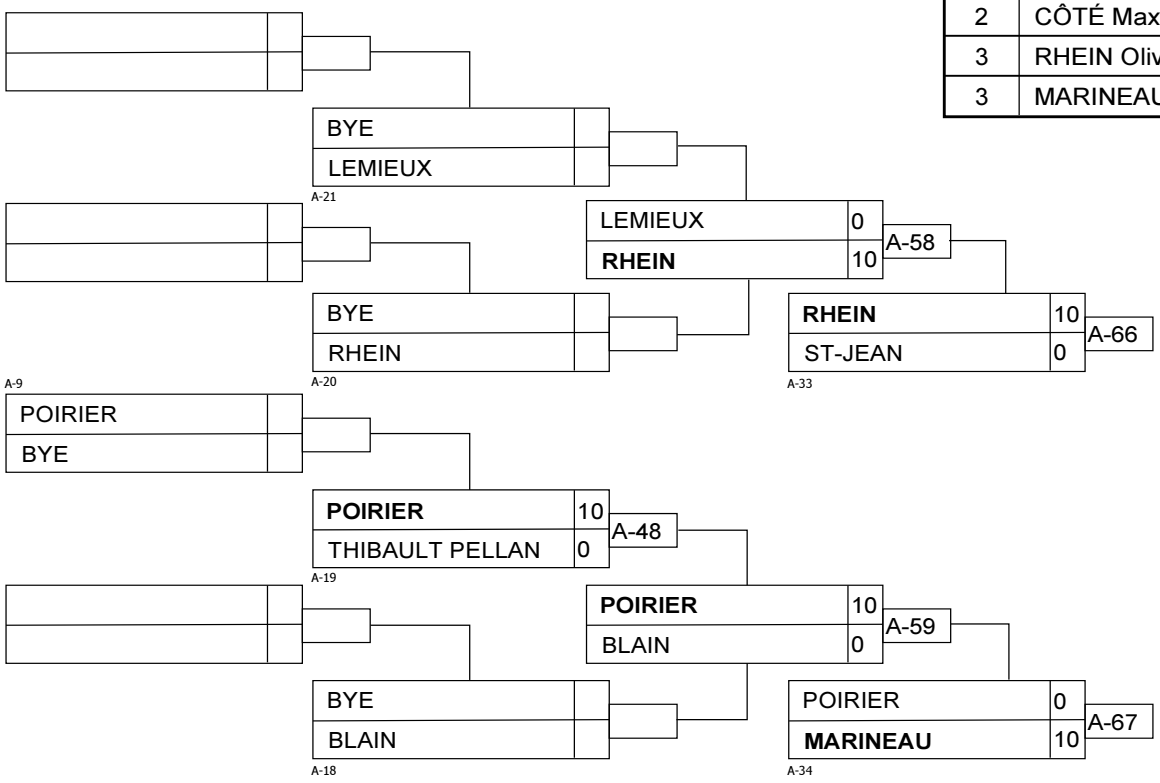 2 CÔTÉ Max
3 RHEIN Oliv
3 MARINEAU
BYE
LEMIEUX
A-21
LEMIEUX 0
RHEIN 10
A-58
BYE
RHEIN
A-20
RHEIN 10
ST-JEAN 0
A-66
A-33
A-9
POIRIER
BYE
POIRIER 10
THIBAULT PELLAN 0
A-48
A-19
POIRIER 10
BLAIN 0
A-59
BYE
BLAIN
A-18
POIRIER 0
MARINEAU 10
A-67
A-34